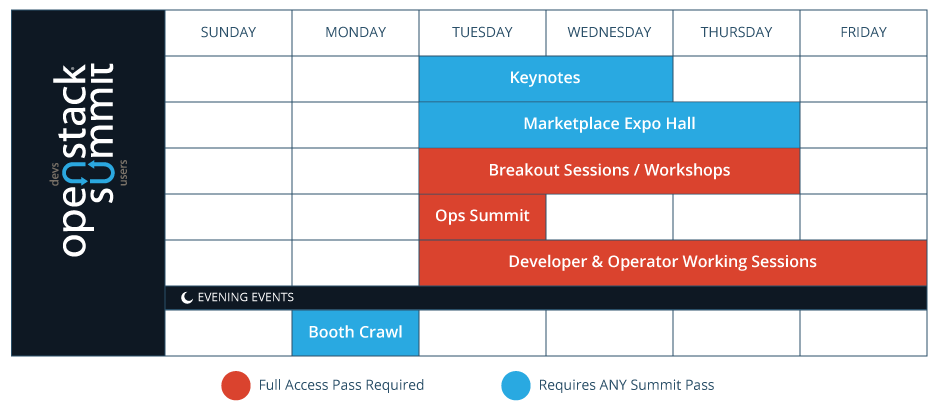 openstack
summit
devs
users
SUNDAY
MONDAY
TUESDAY
WEDNESDAY
THURSDAY
FRIDAY
Keynotes
Marketplace Expo Hall
Breakout Sessions / Workshops
Ops Summit
Developer & Operator Working Sessions
EVENING EVENTS
Booth Crawl
Full Access Pass Required
Requires ANY Summit Pass